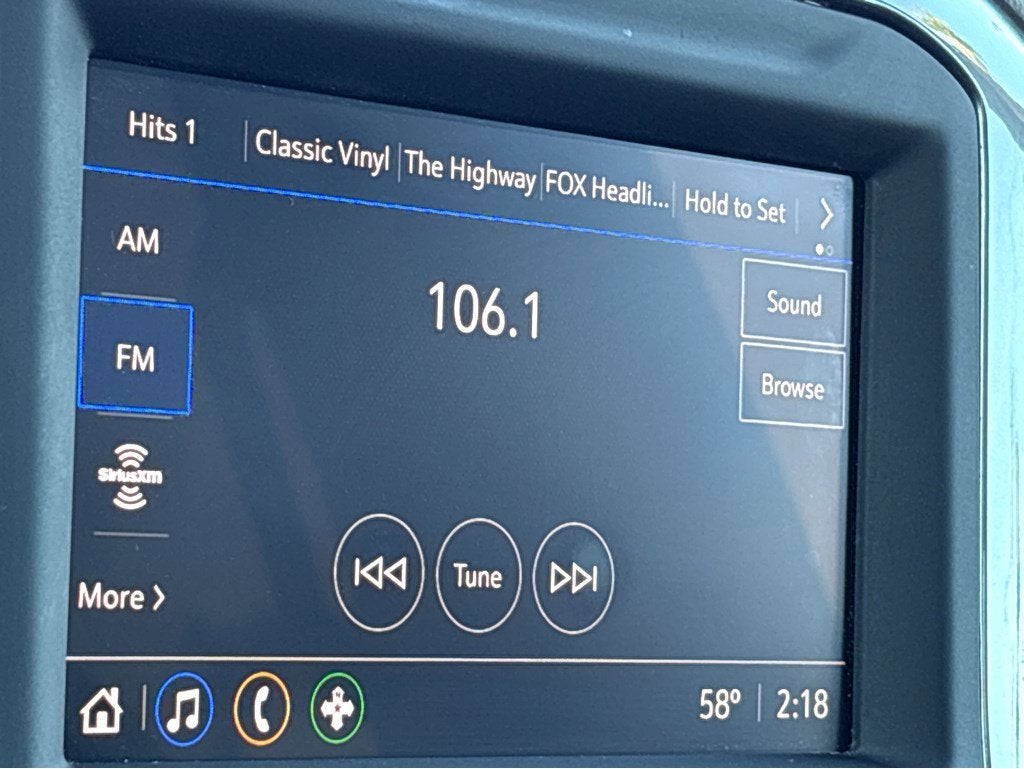 Hits 1 Classic Vinyl The Highway FOX Headli... Hold to Set
AM
106.1
Sound
FM
Browse
SiriusXm
Tune
More
58° 2:18